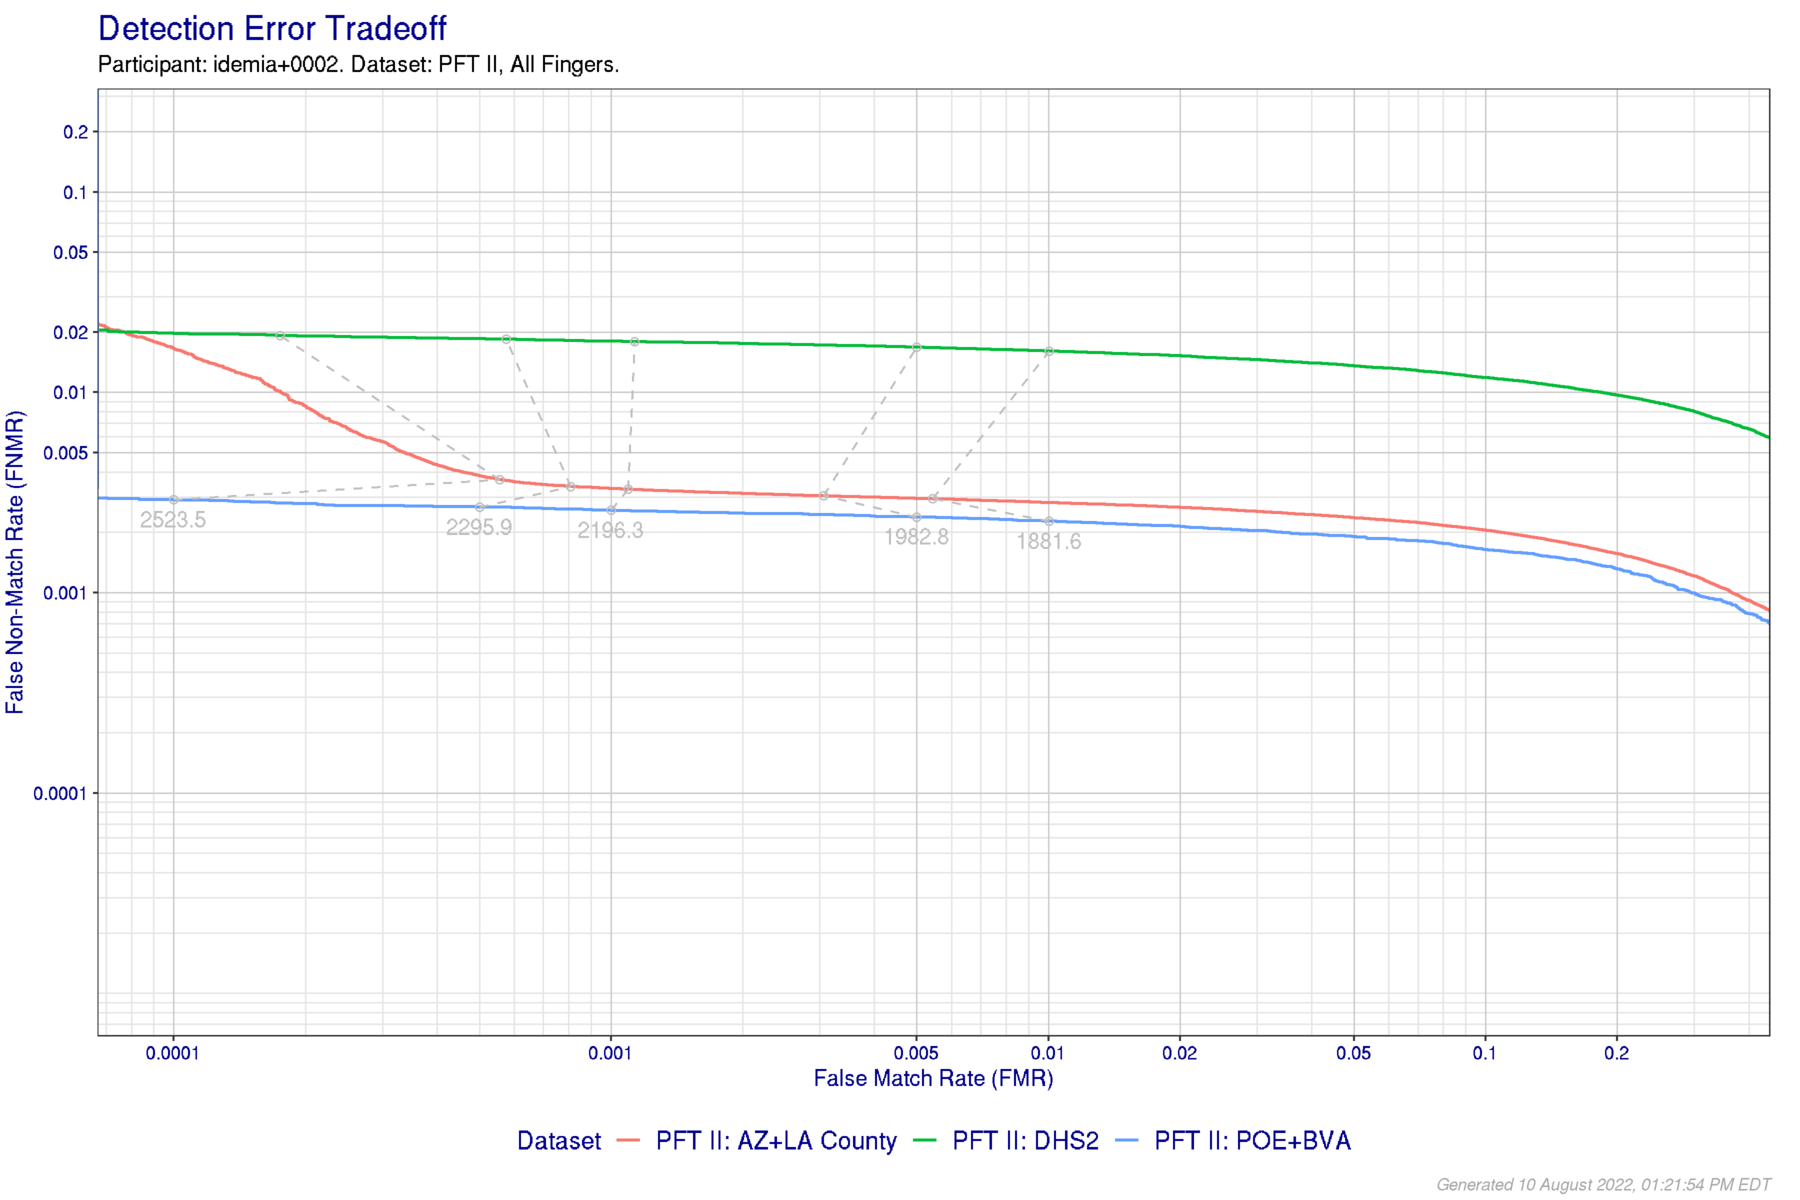 Detection Error Tradeoff
Participant: idemia+0002. Dataset: PFT II, All Fingers.
False Non-Match Rate (FNMR)
0.2
0.1
0.05
0.02
0.01
0.005
0.001
0.0001
2523.5
2295.9
2196.3
1982.8
1881.6
0.0001 0.001 0.005 0.01 0.02 0.05 0.1 0.2
False Match Rate (FMR)
Dataset PFT II: AZ+LA County PFT II: DHS2 PFT II: POE+BVA
Generated 10 August 2022, 01:21:54 PM EDT